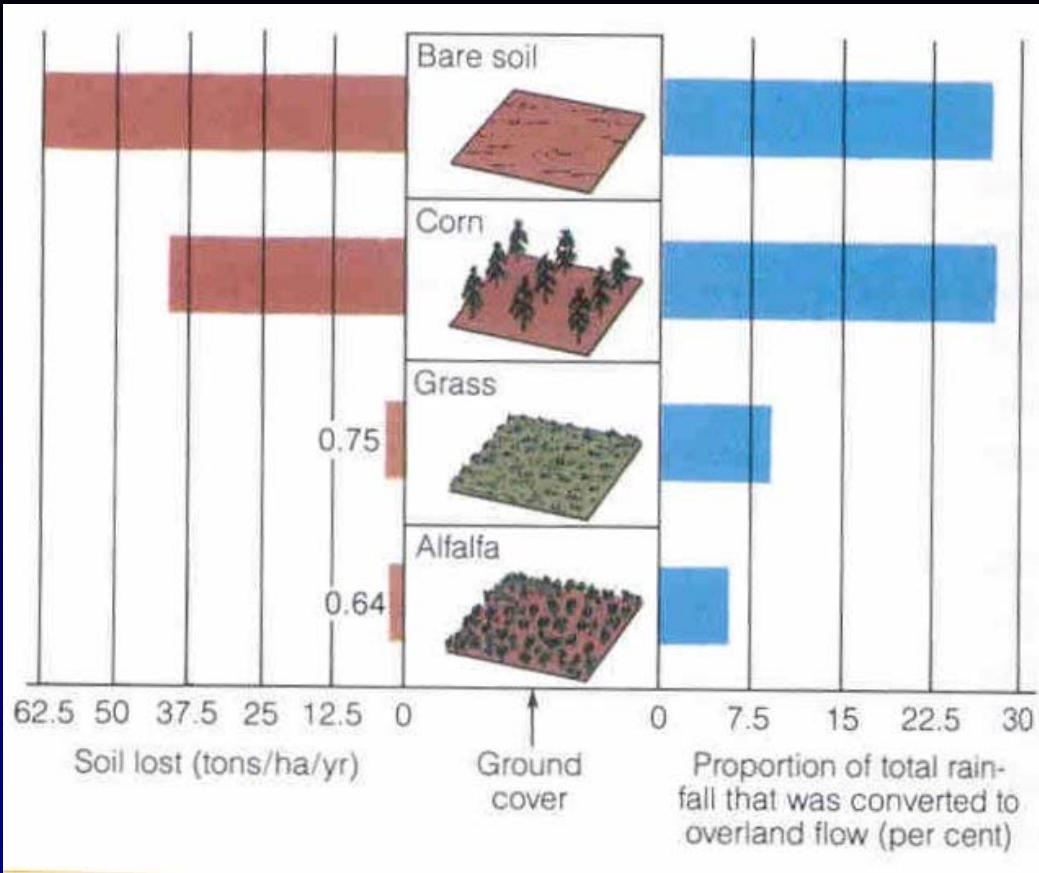 Bare soil
Corn
Grass
0.75
Alfalfa
0.64
62.5 50 37.5 25 12.5 0
0 7.5 15 22.5 30
Soil lost (tons/ha/yr)
Ground
cover
Proportion of total rain-
fall that was converted to
overland flow (per cent)